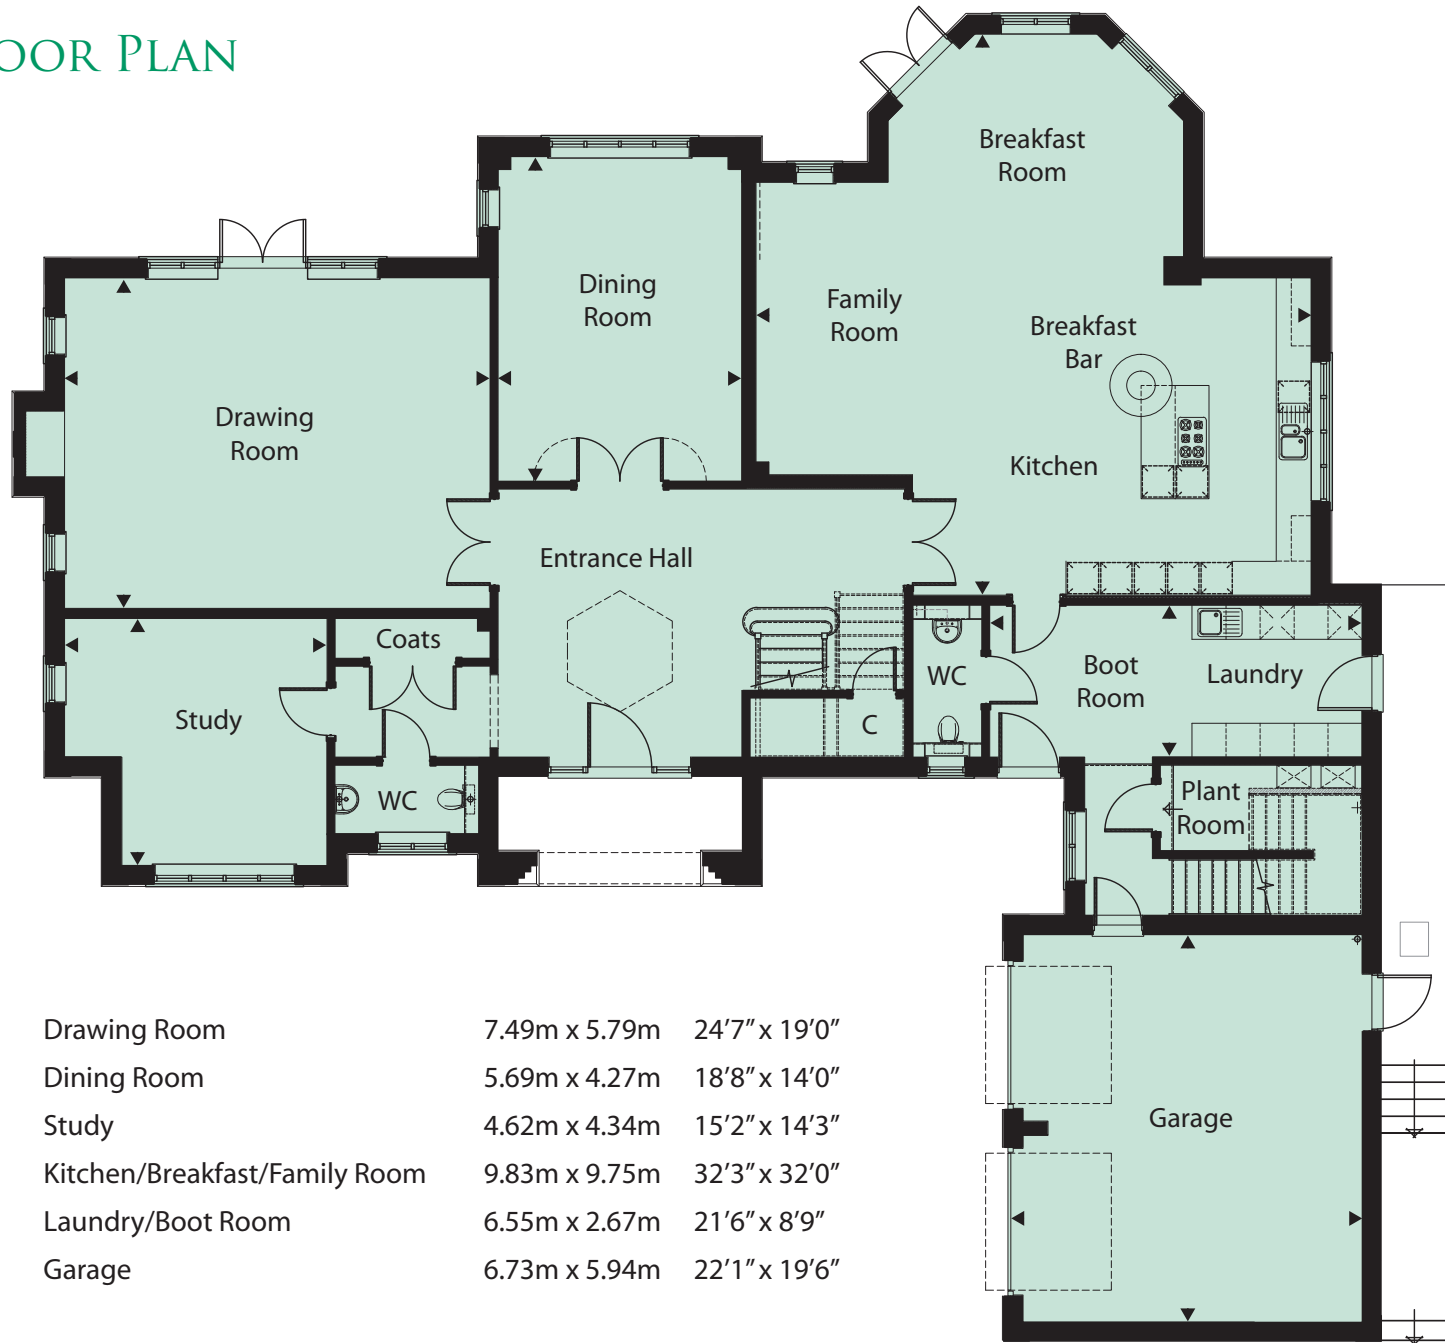 OOR PLAN
Breakfast
Room
Dining
Room
Family
Room
Breakfast
Bar
Drawing
Room
Kitchen
Entrance Hall
Coats
WC
Boot
Room
Laundry
Study
C
WC
Plant
Room
Garage
Drawing Room 7.49m x 5.79m 24'7" x 19'0"
Dining Room 5.69m x 4.27m 18'8" x 14'0"
Study 4.62m x 4.34m 15'2" x 14'3"
Kitchen/Breakfast/Family Room 9.83m x 9.75m 32'3" x 32'0"
Laundry/Boot Room 6.55m x 2.67m 21'6" x 8'9"
Garage 6.73m x 5.94m 22'1" x 19'6"